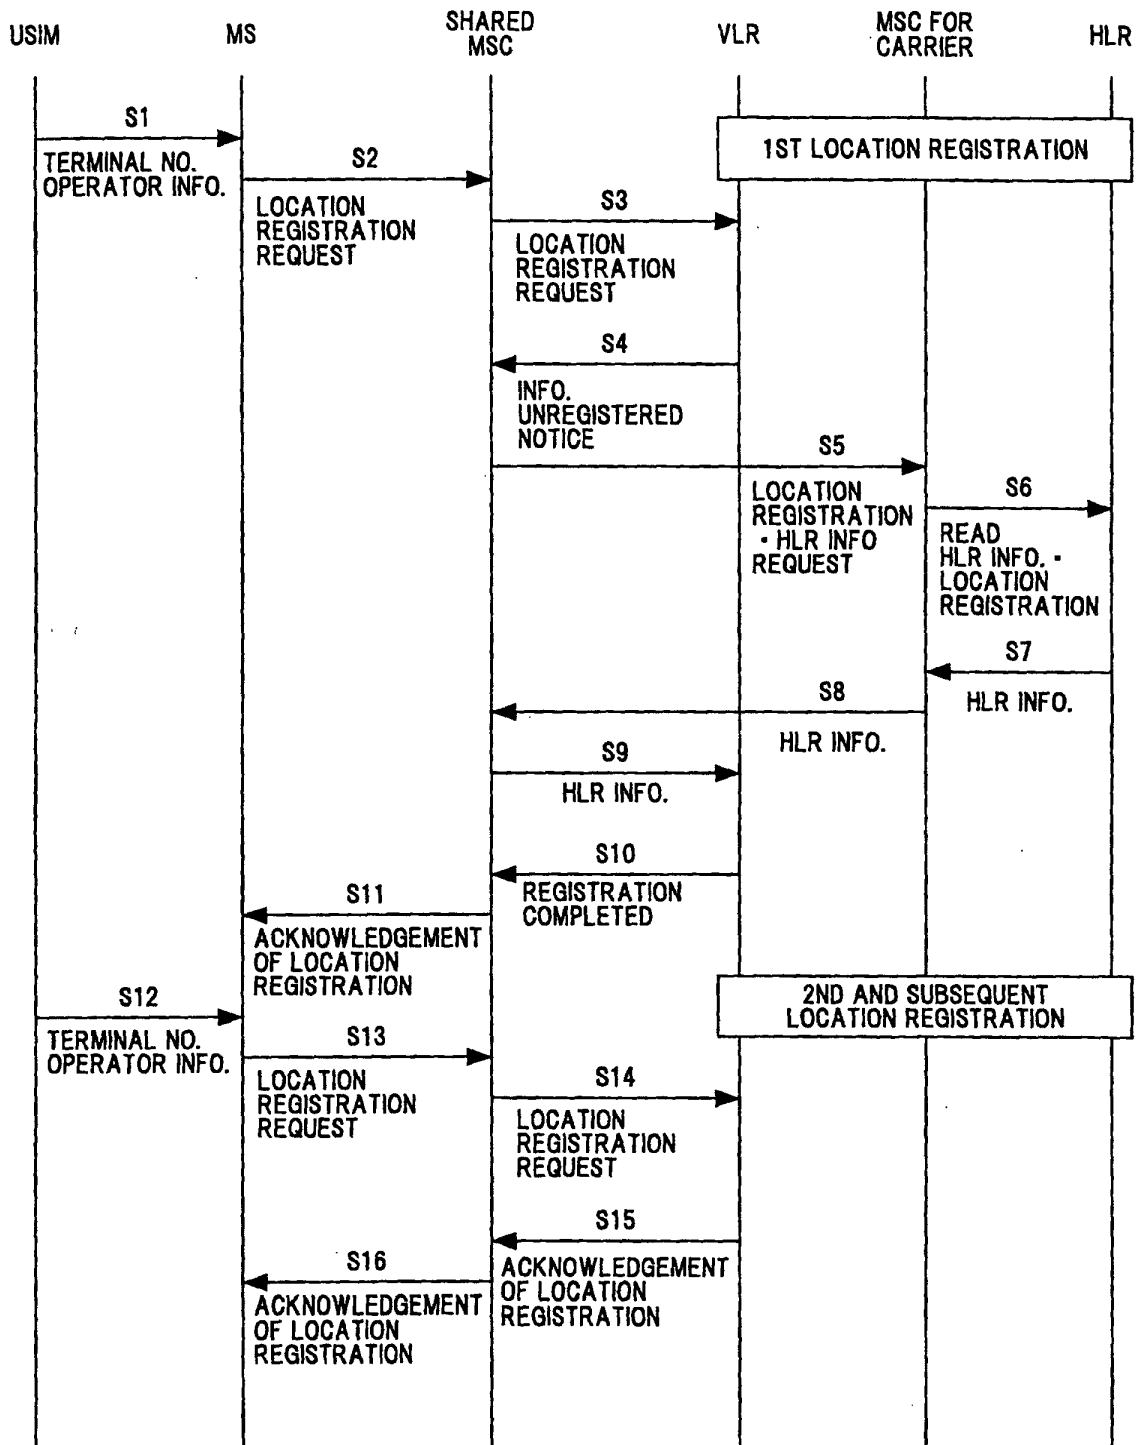 USIM
MS
SHARED
MSC
VLR
MSC FOR
CARRIER
HLR
S1
TERMINAL NO.
OPERATOR INFO.
1ST LOCATION REGISTRATION
S2
LOCATION
REGISTRATION
REQUEST
S3
LOCATION
REGISTRATION
REQUEST
S4
INFO.
UNREGISTERED
NOTICE
S5
LOCATION
REGISTRATION
・HLR INFO
REQUEST
S6
READ
HLR INFO.・
LOCATION
REGISTRATION
S7
HLR INFO.
S8
HLR INFO.
S9
HLR INFO.
S10
REGISTRATION
COMPLETED
S11
ACKNOWLEDGEMENT
OF LOCATION
REGISTRATION
S12
TERMINAL NO.
OPERATOR INFO.
2ND AND SUBSEQUENT
LOCATION REGISTRATION
S13
LOCATION
REGISTRATION
REQUEST
S14
LOCATION
REGISTRATION
REQUEST
S15
ACKNOWLEDGEMENT
OF LOCATION
REGISTRATION
S16
ACKNOWLEDGEMENT
OF LOCATION
REGISTRATION